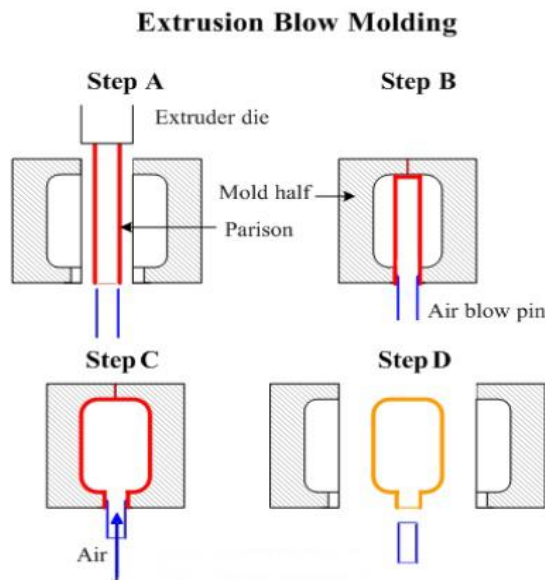 Extrusion Blow Molding
Step A
Step B
Extruder die
Mold half
Parison
Air blow pin
Step C
Step D
Air